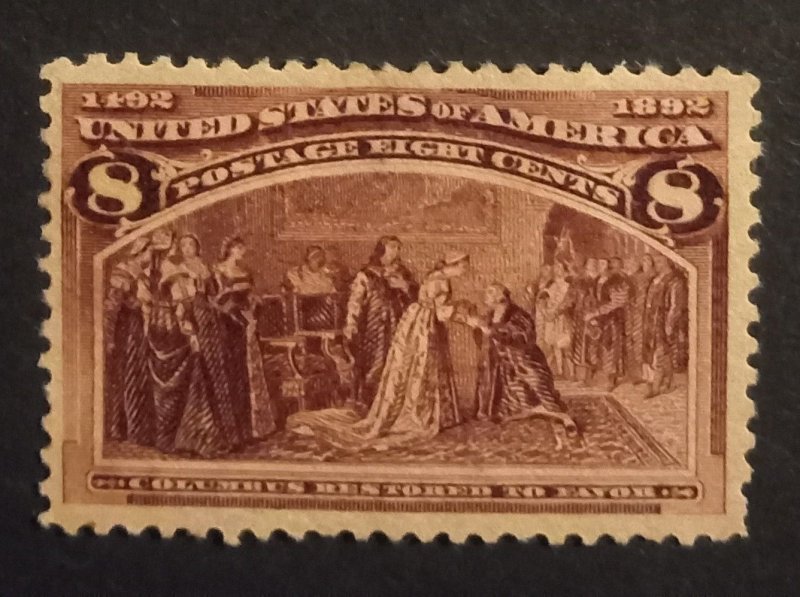 1492 1892
UNITED STATES OF AMERICA
8 POSTAGE EIGHT CENTS 8
COLUMBUS RESTORED TO FAVOR